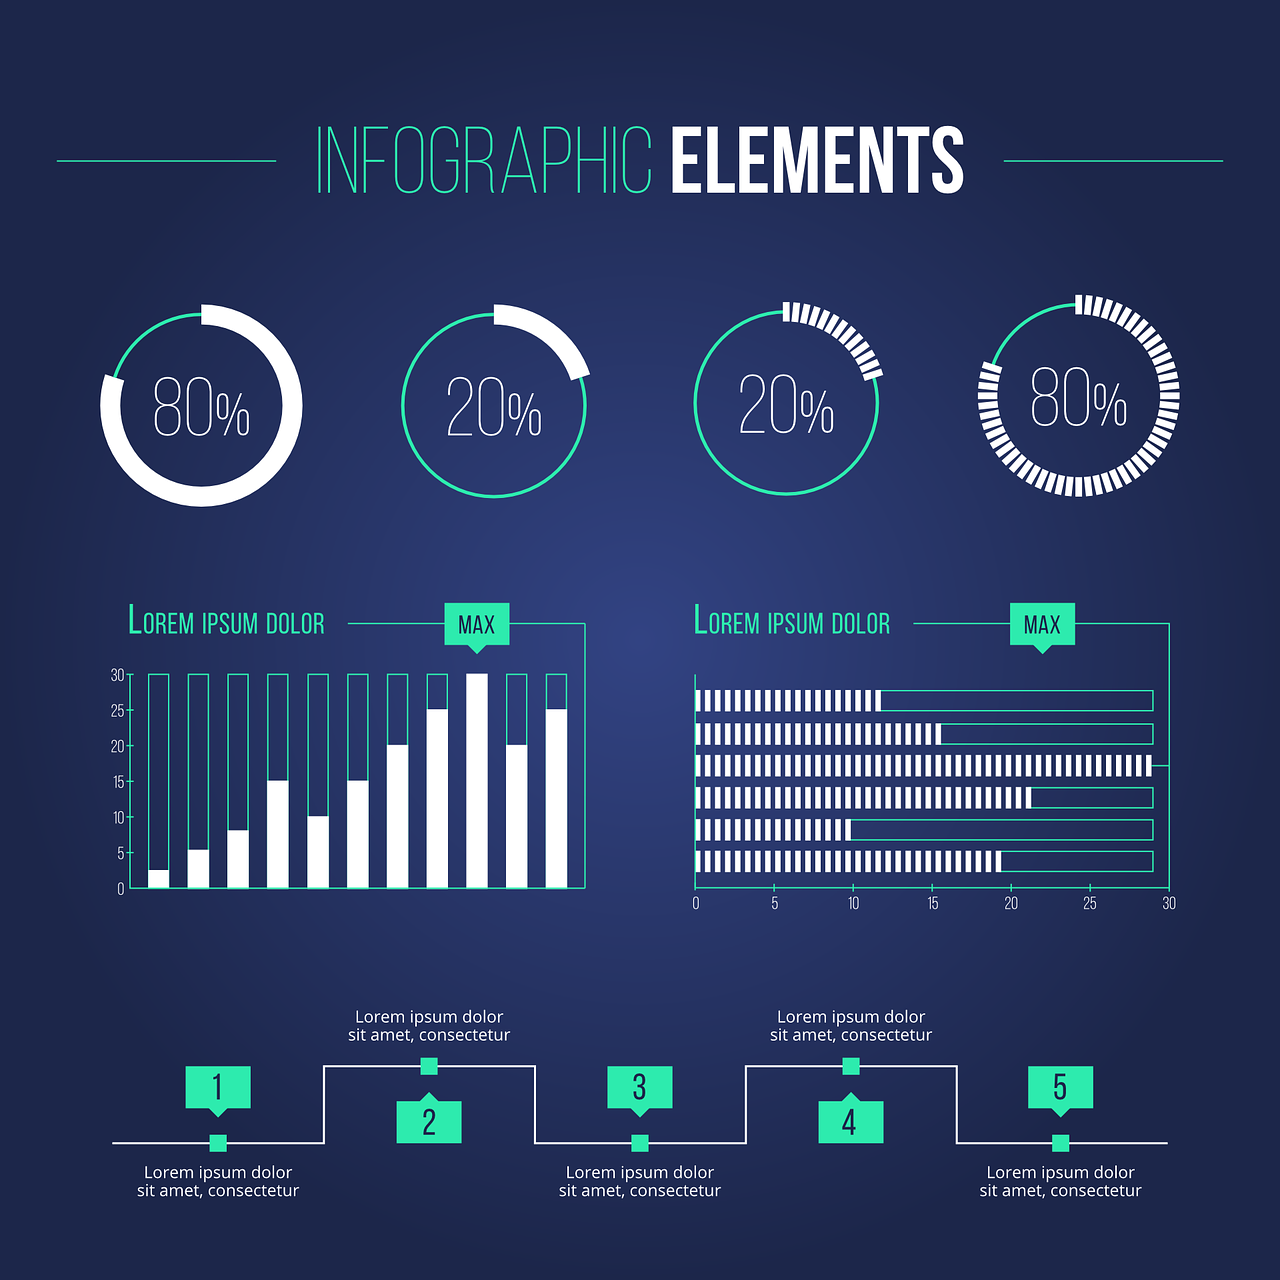 INFOGRAPHIC ELEMENTS
80%
20%
20%
80%
LOREM IPSUM DOLOR
MAX
30
25
20
15
10
5
0
LOREM IPSUM DOLOR
MAX
0 5 10 15 20 25 30
1
Lorem ipsum dolor
sit amet, consectetur
Lorem ipsum dolor
sit amet, consectetur
2
3
Lorem ipsum dolor
sit amet, consectetur
Lorem ipsum dolor
sit amet, consectetur
4
5
Lorem ipsum dolor
sit amet, consectetur